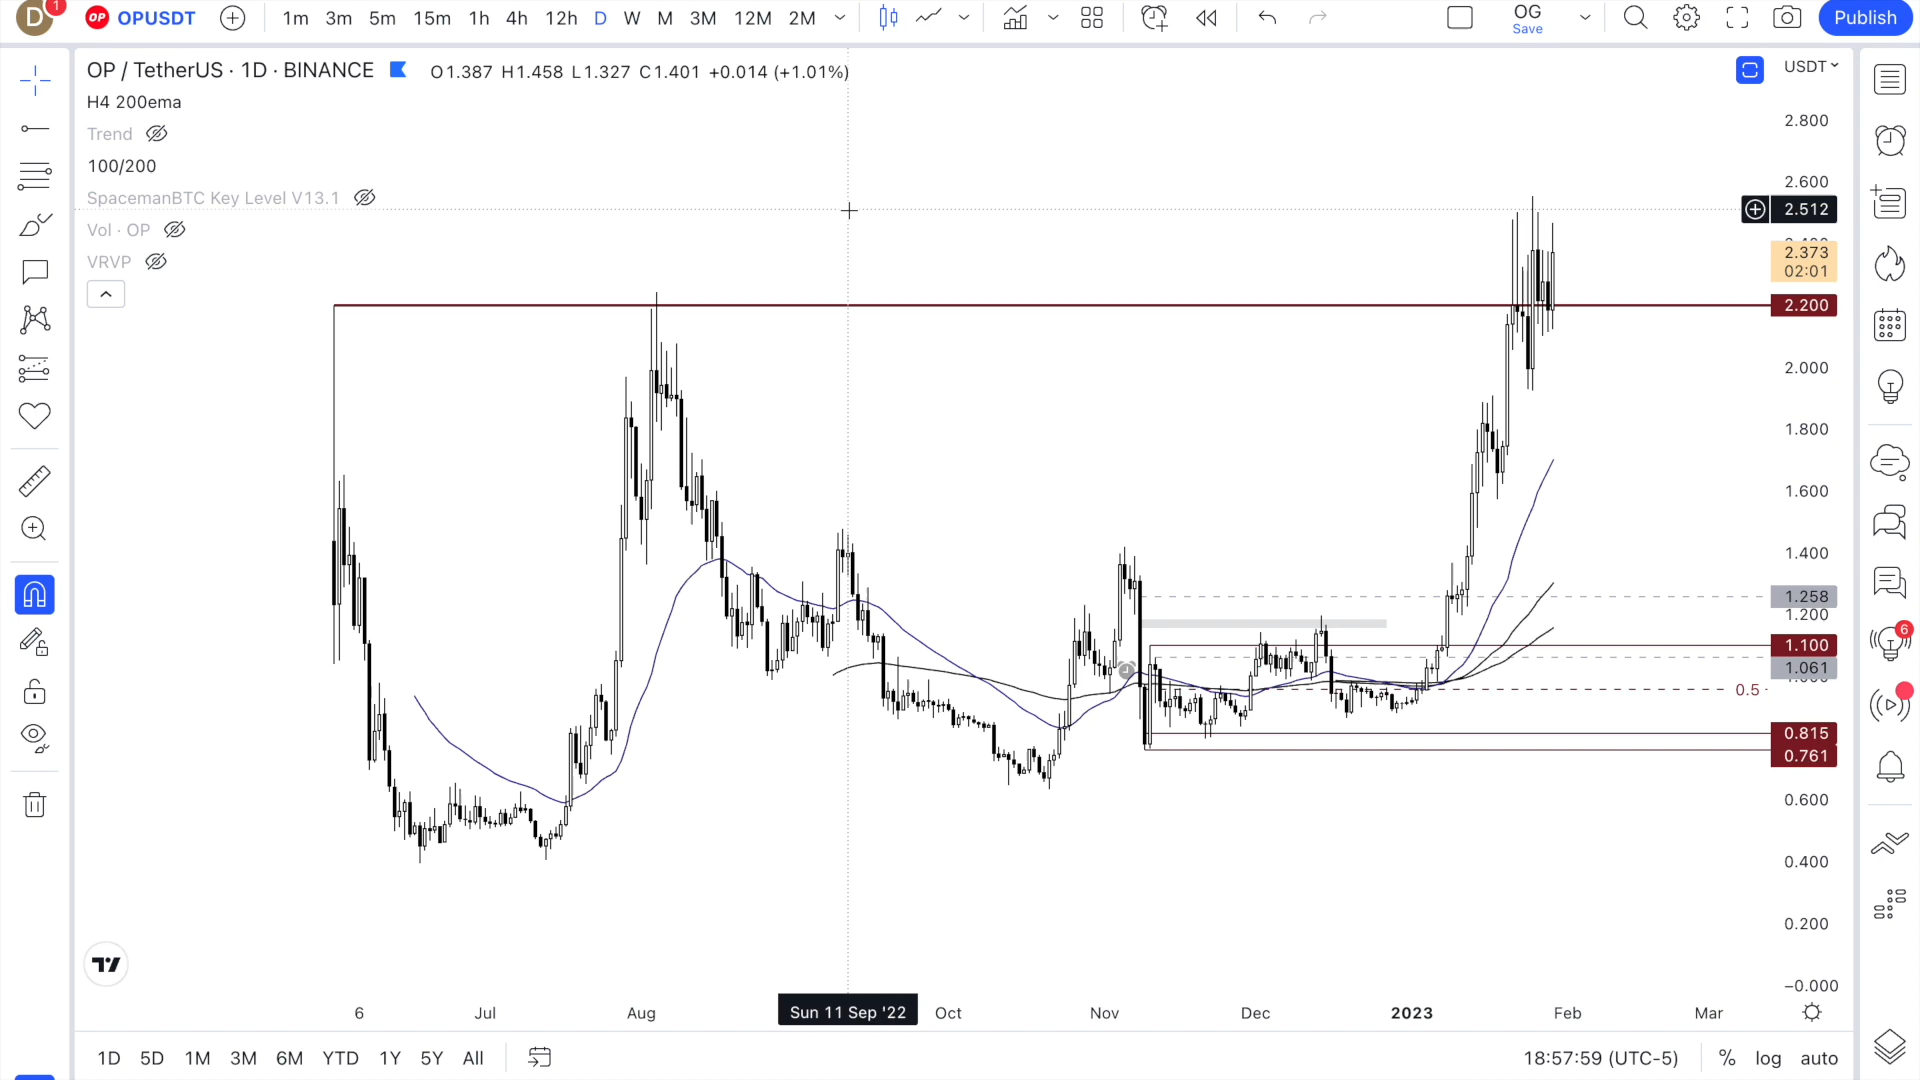 D 1 OP OPUSDT 1m 3m 5m 15m 1h 4h 12h D W M 3M 12M 2M OG Save Publish
OP / TetherUS · 1D · BINANCE O1.387 H1.458 L1.327 C1.401 +0.014 (+1.01%) USDT
H4 200ema
Trend
100/200
SpacemanBTC Key Level V13.1
Vol · OP
VRVP
2.800
2.600
2.512
2.373
02:01
2.200
2.000
1.800
1.600
1.400
1.258
1.200
1.100
1.061
0.5
0.815
0.761
0.600
0.400
0.200
−0.000
6
6 Jul Aug Sun 11 Sep '22 Oct Nov Dec 2023 Feb Mar
1D 5D 1M 3M 6M YTD 1Y 5Y All 18:57:59 (UTC-5) % log auto